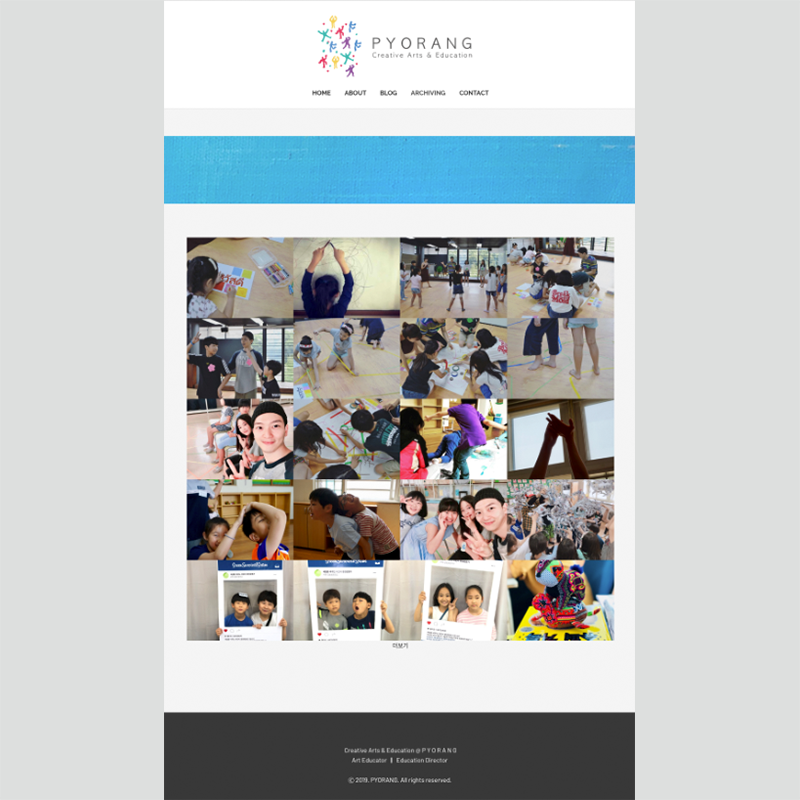 PYORANG
Creative Arts & Education
HOME ABOUT BLOG ARCHIVING CONTACT
더보기
Creative Arts & Education @ P Y O R A N G
Art Educator | Education Director
© 2019. PYORANG. All rights reserved.